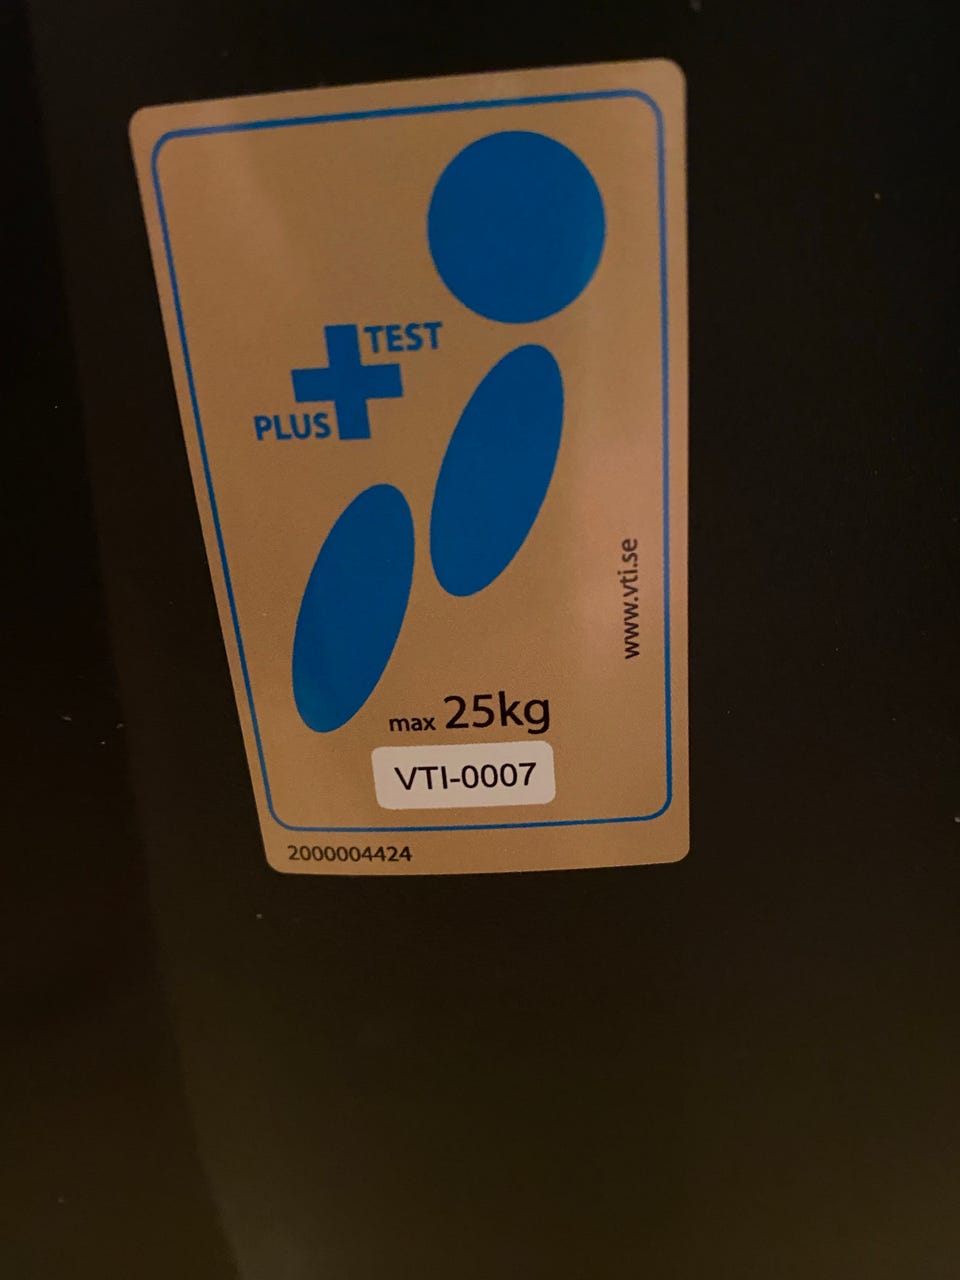 TEST
PLUS
www.vti.se
max 25kg
VTI-0007
2000004424